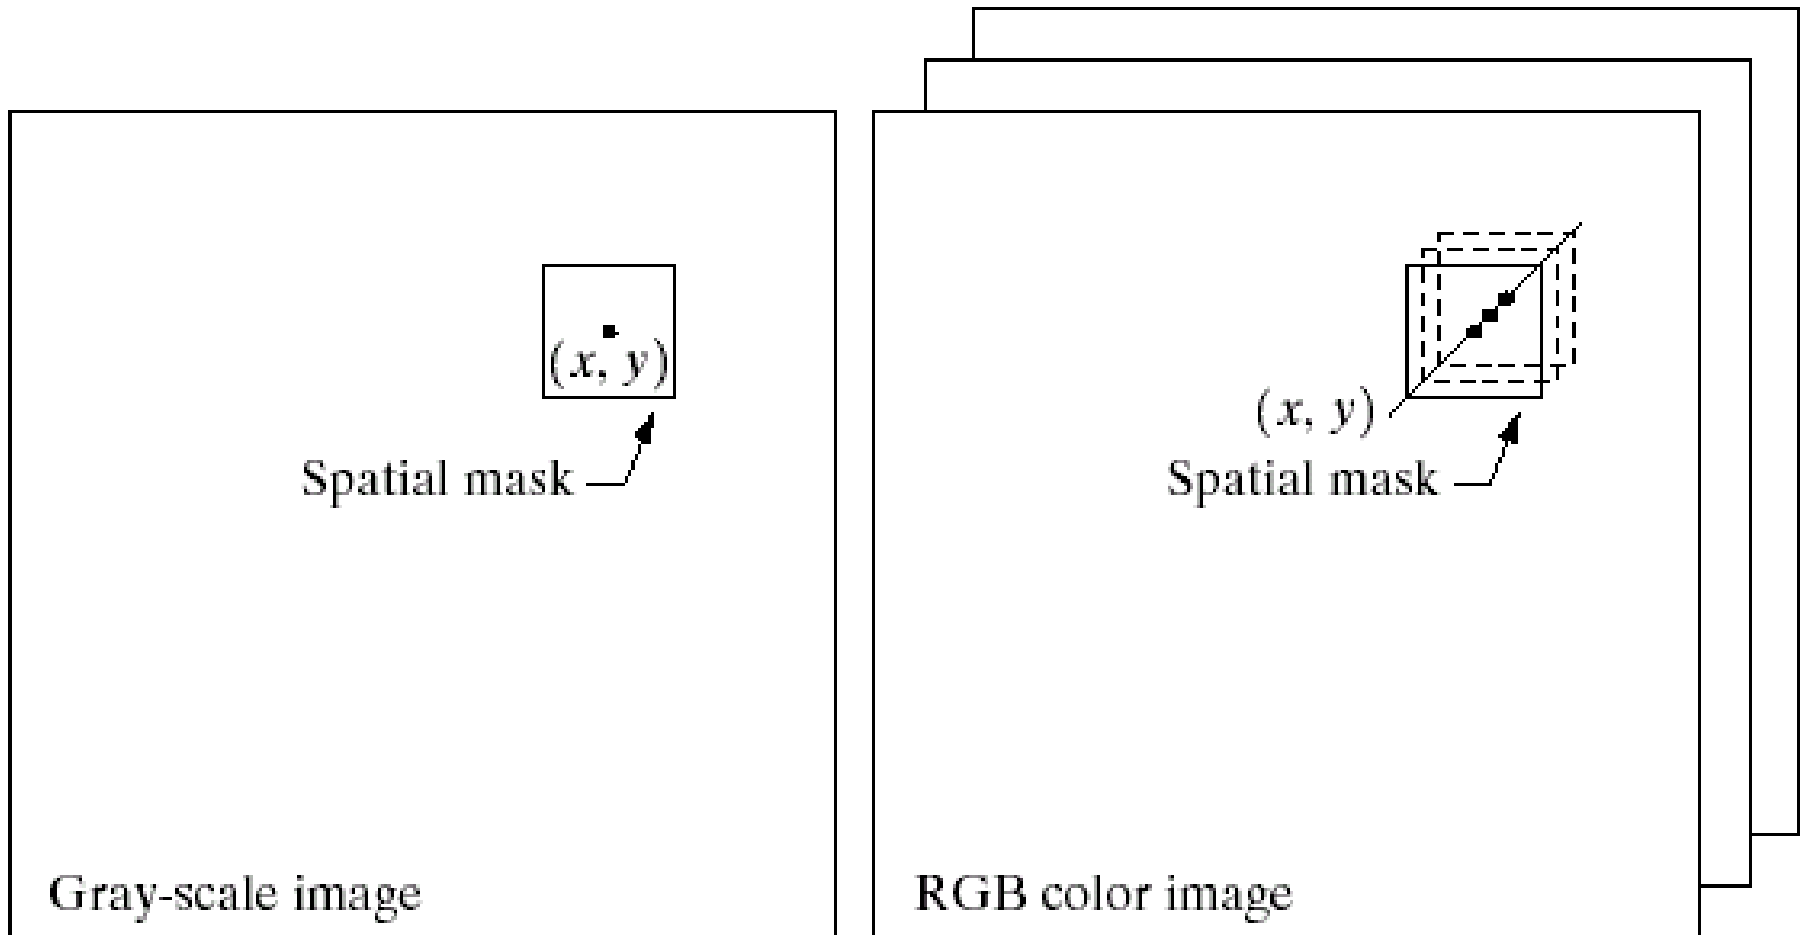 (x, y)
Spatial mask
Gray-scale image
(x, y)
Spatial mask
RGB color image